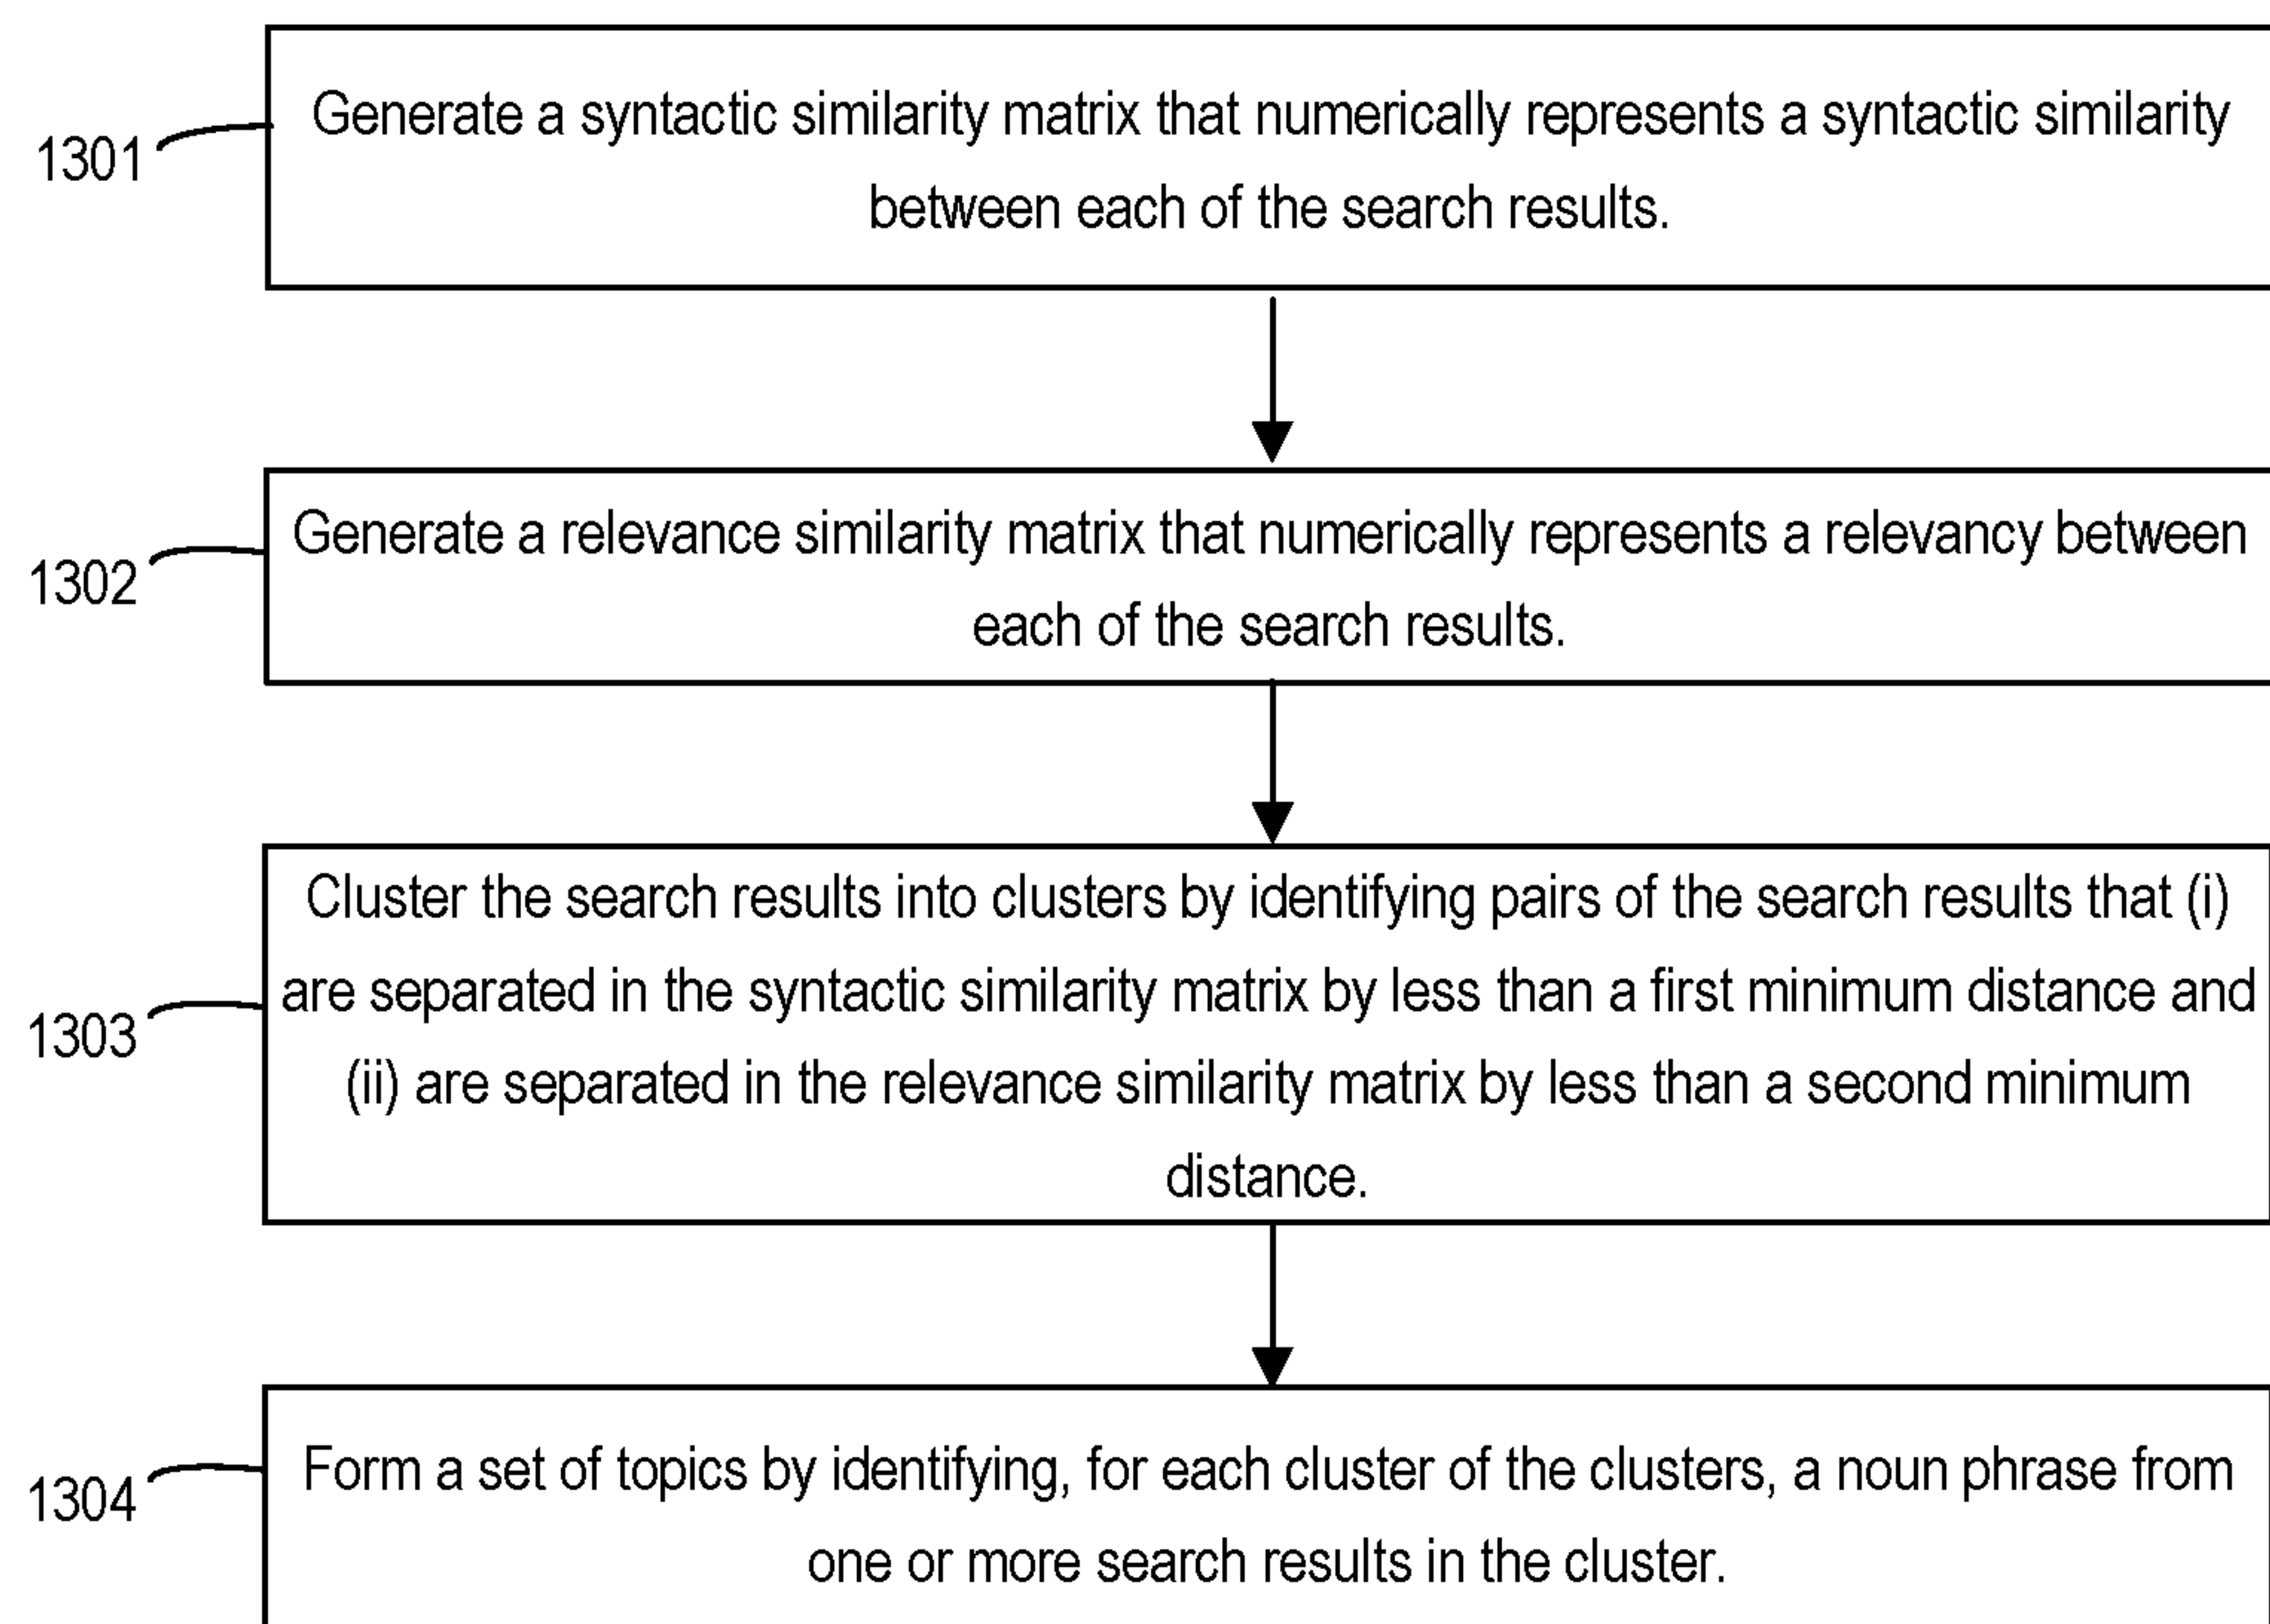 Generate a syntactic similarity matrix that numerically represents a syntactic similarity
between each of the search results.
1301
Generate a relevance similarity matrix that numerically represents a relevancy between
each of the search results.
1302
Cluster the search results into clusters by identifying pairs of the search results that (i)
are separated in the syntactic similarity matrix by less than a first minimum distance and
(ii) are separated in the relevance similarity matrix by less than a second minimum
distance.
1303
Form a set of topics by identifying, for each cluster of the clusters, a noun phrase from
one or more search results in the cluster.
1304